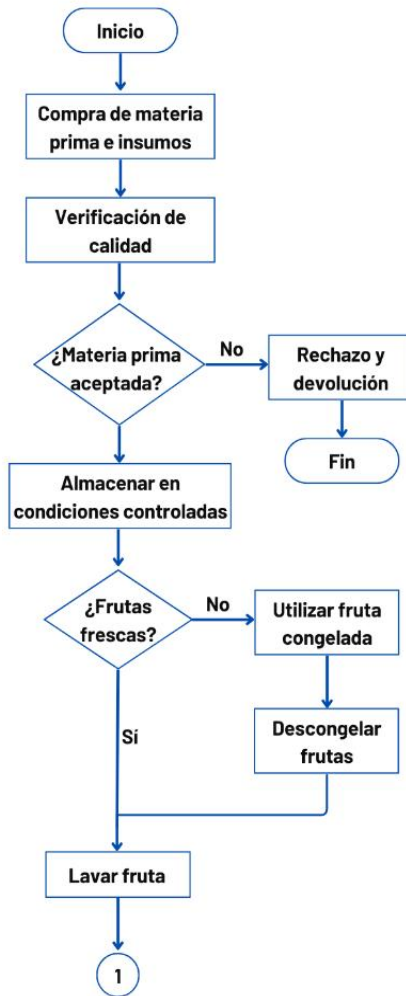 Inicio
Compra de materia
prima e insumos
Verificación de
calidad
¿Materia prima
aceptada?
No
Rechazo y
devolución
Fin
Almacenar en
condiciones controladas
¿Frutas
frescas?
No
Utilizar fruta
congelada
Sí
Descongelar
frutas
Lavar fruta
1